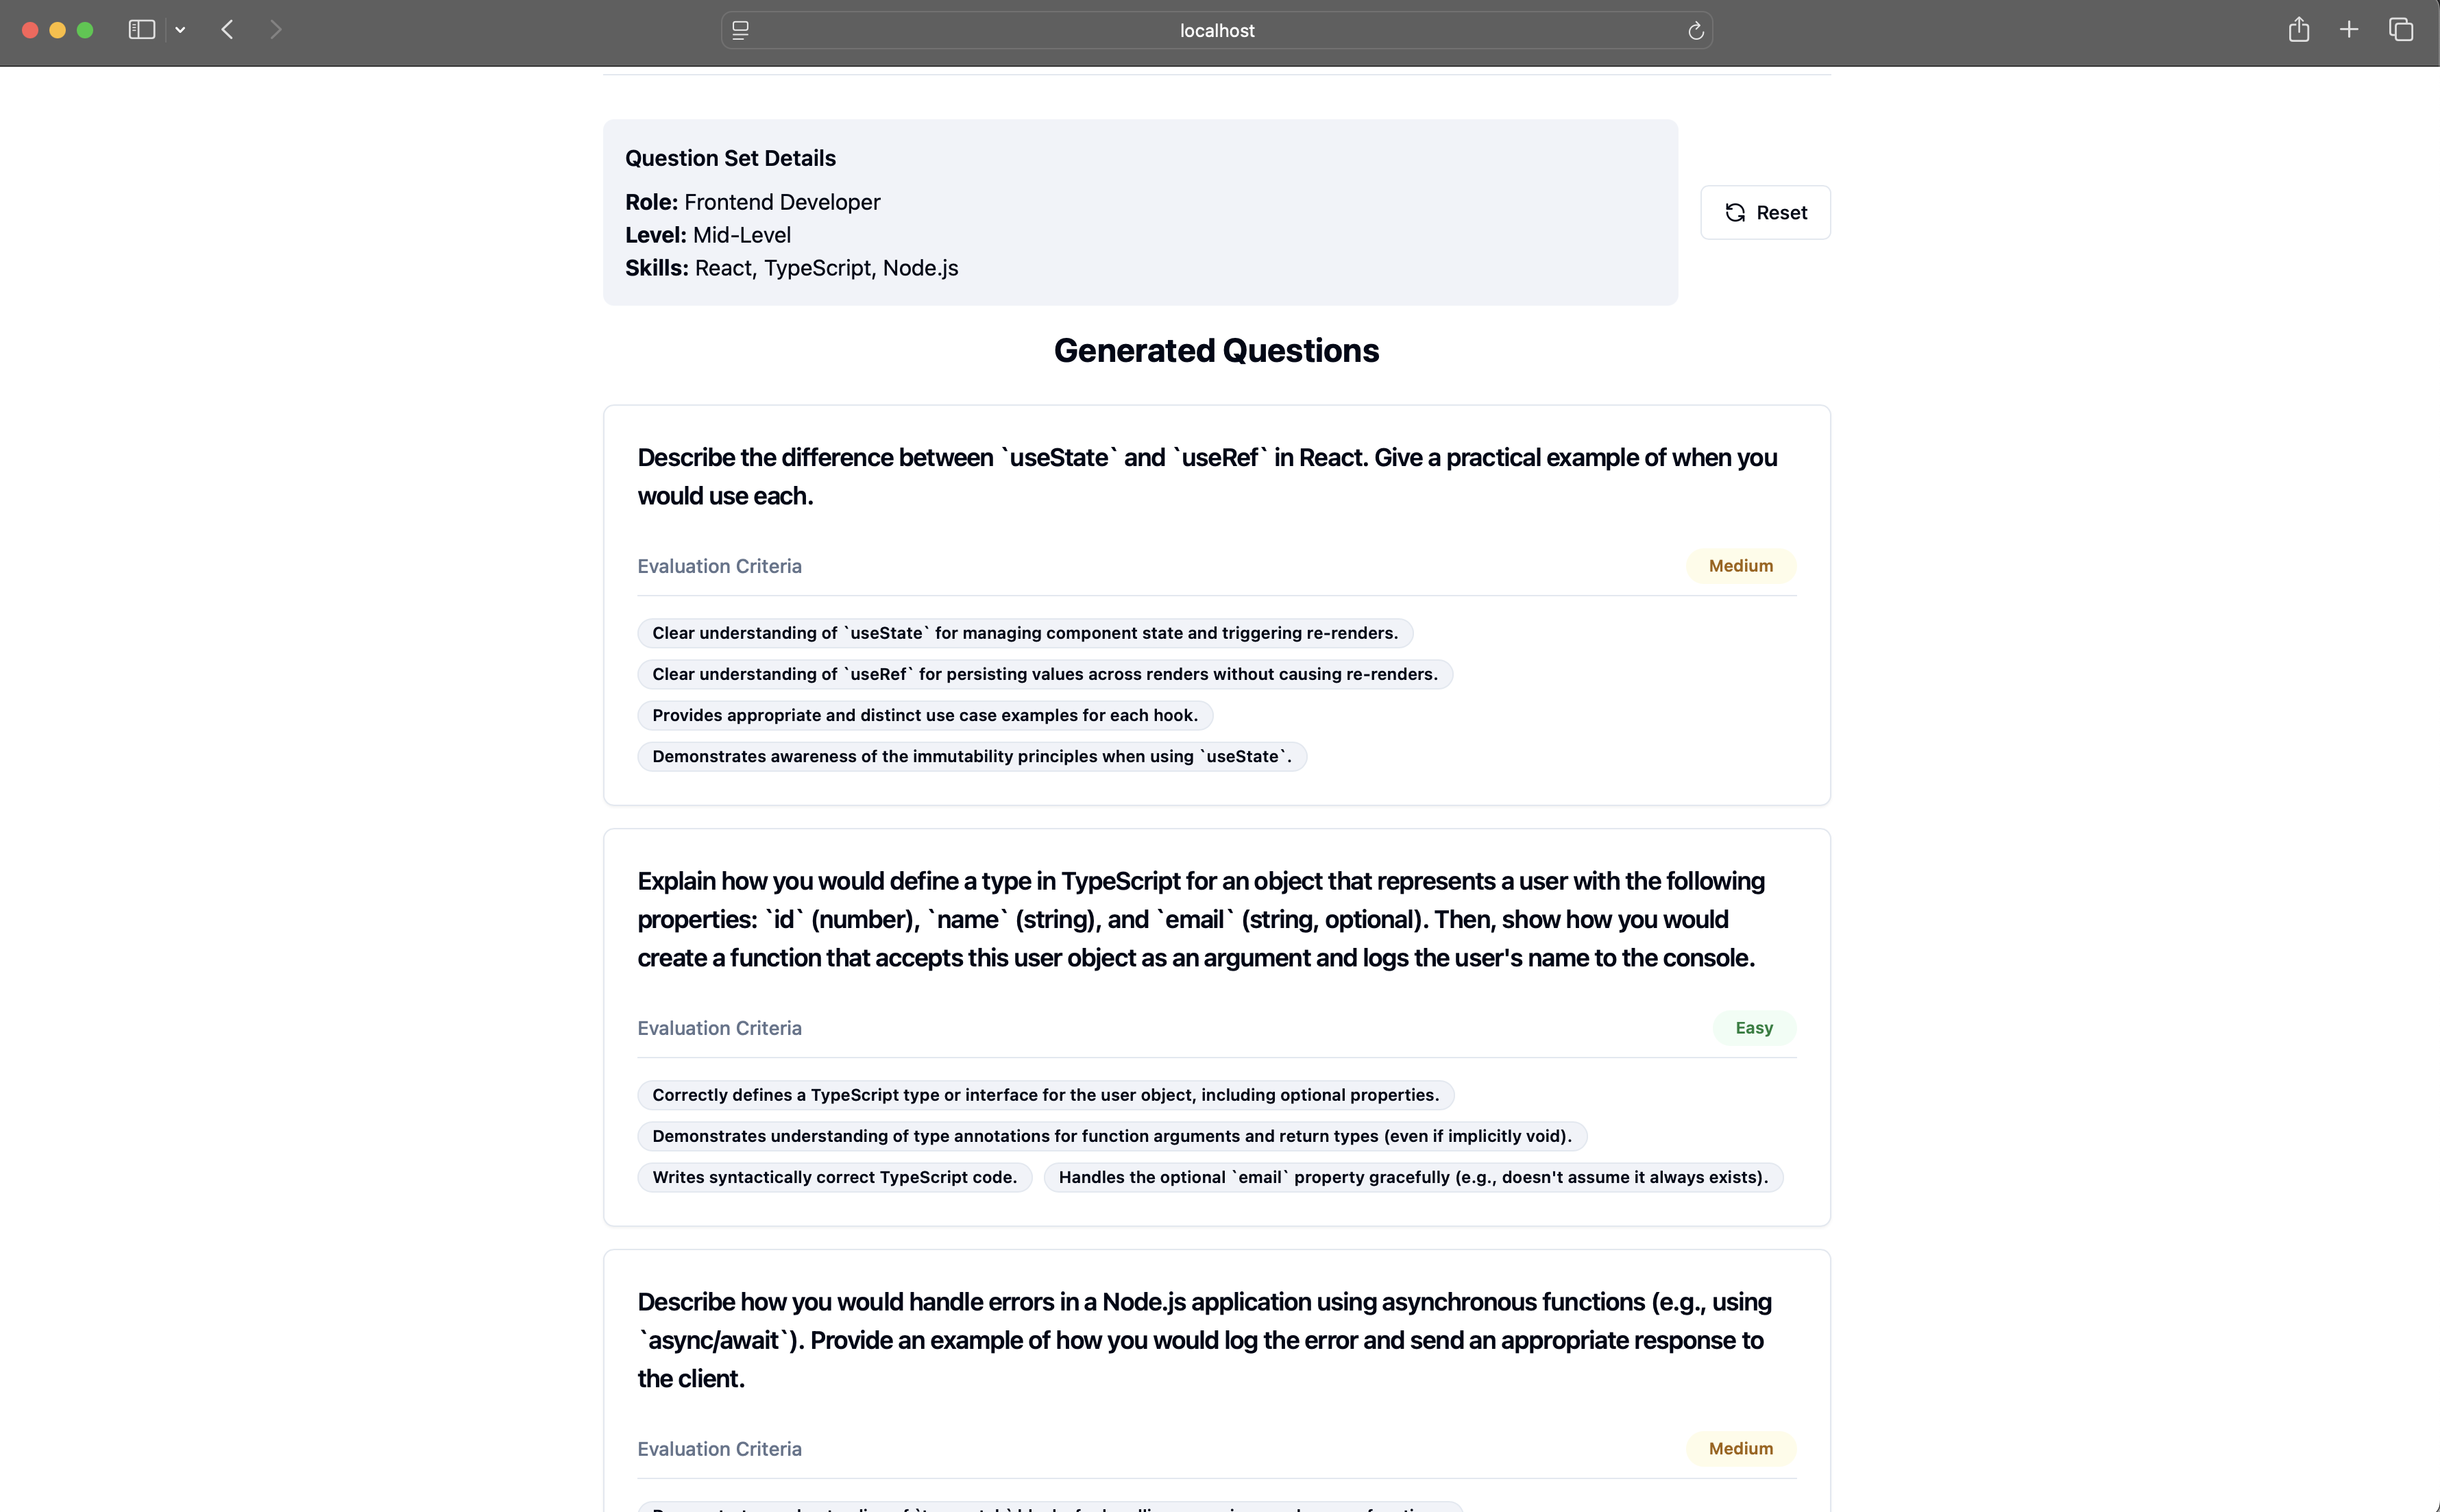 localhost
Question Set Details
Role: Frontend Developer
Level: Mid-Level
Skills: React, TypeScript, Node.js
Reset
Generated Questions
Describe the difference between `useState` and `useRef` in React. Give a practical example of when you
would use each.
Evaluation Criteria
Medium
Clear understanding of `useState` for managing component state and triggering re-renders.
Clear understanding of `useRef` for persisting values across renders without causing re-renders.
Provides appropriate and distinct use case examples for each hook.
Demonstrates awareness of the immutability principles when using `useState`.
Explain how you would define a type in TypeScript for an object that represents a user with the following
properties: `id` (number), `name` (string), and `email` (string, optional). Then, show how you would
create a function that accepts this user object as an argument and logs the user's name to the console.
Evaluation Criteria
Easy
Correctly defines a TypeScript type or interface for the user object, including optional properties.
Demonstrates understanding of type annotations for function arguments and return types (even if implicitly void).
Writes syntactically correct TypeScript code.
Handles the optional `email` property gracefully (e.g., doesn't assume it always exists).
Describe how you would handle errors in a Node.js application using asynchronous functions (e.g., using
`async/await`). Provide an example of how you would log the error and send an appropriate response to
the client.
Evaluation Criteria
Medium